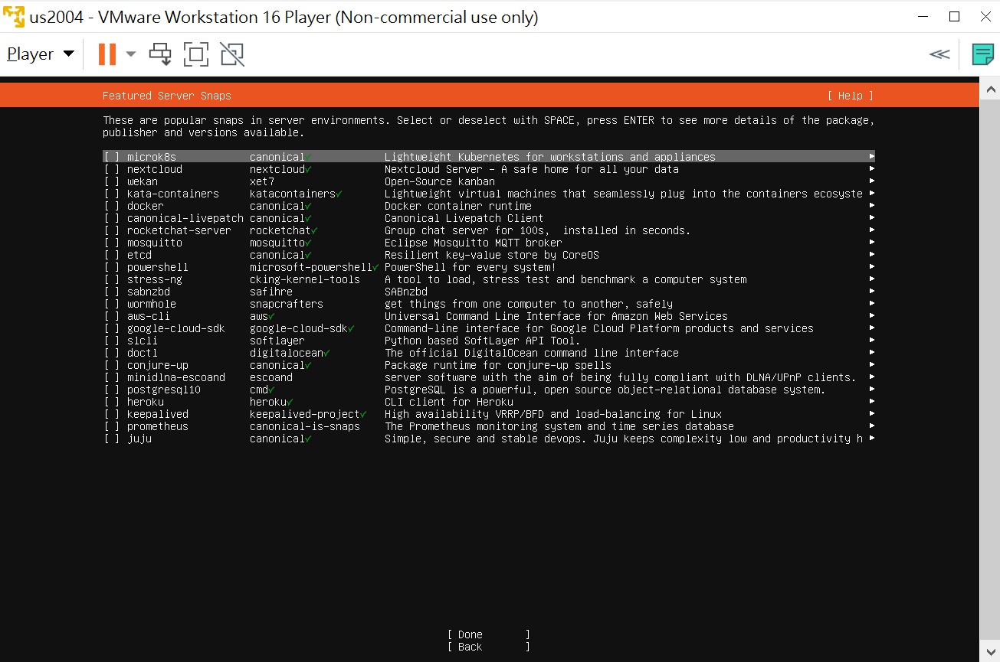 us2004 - VMware Workstation 16 Player (Non-commercial use only)
Player
Featured Server Snaps [ Help ]
These are popular snaps in server environments. Select or deselect with SPACE, press ENTER to see more details of the package,
publisher and versions available.
[ ] microk8s canonical✓ Lightweight Kubernetes for workstations and appliances ▸
[ ] nextcloud nextcloud✓ Nextcloud Server - A safe home for all your data ▸
[ ] wekan xet7 Open-Source kanban ▸
[ ] kata-containers katacontainers✓ Lightweight virtual machines that seamlessly plug into the containers ecosyste ▸
[ ] docker canonical✓ Docker container runtime ▸
[ ] canonical-livepatch canonical✓ Canonical Livepatch Client ▸
[ ] rocketchat-server rocketchat✓ Group chat server for 100s,  installed in seconds. ▸
[ ] mosquitto mosquitto✓ Eclipse Mosquitto MQTT broker ▸
[ ] etcd canonical✓ Resilient key-value store by CoreOS ▸
[ ] powershell microsoft-powershell✓ PowerShell for every system! ▸
[ ] stress-ng cking-kernel-tools A tool to load, stress test and benchmark a computer system ▸
[ ] sabnzbd safihre SABnzbd ▸
[ ] wormhole snapcrafters get things from one computer to another, safely ▸
[ ] aws-cli aws✓ Universal Command Line Interface for Amazon Web Services ▸
[ ] google-cloud-sdk google-cloud-sdk✓ Command-line interface for Google Cloud Platform products and services ▸
[ ] slcli softlayer Python based SoftLayer API Tool. ▸
[ ] doctl digitalocean✓ The official DigitalOcean command line interface ▸
[ ] conjure-up canonical✓ Package runtime for conjure-up spells ▸
[ ] minidlna-escoand escoand server software with the aim of being fully compliant with DLNA/UPnP clients. ▸
[ ] postgresql10 cmd✓ PostgreSQL is a powerful, open source object-relational database system. ▸
[ ] heroku heroku✓ CLI client for Heroku ▸
[ ] keepalived keepalived-project✓ High availability VRRP/BFD and load-balancing for Linux ▸
[ ] prometheus canonical-is-snaps The Prometheus monitoring system and time series database ▸
[ ] juju canonical✓ Simple, secure and stable devops. Juju keeps complexity low and productivity h ▸
[ Done ]
[ Back ]